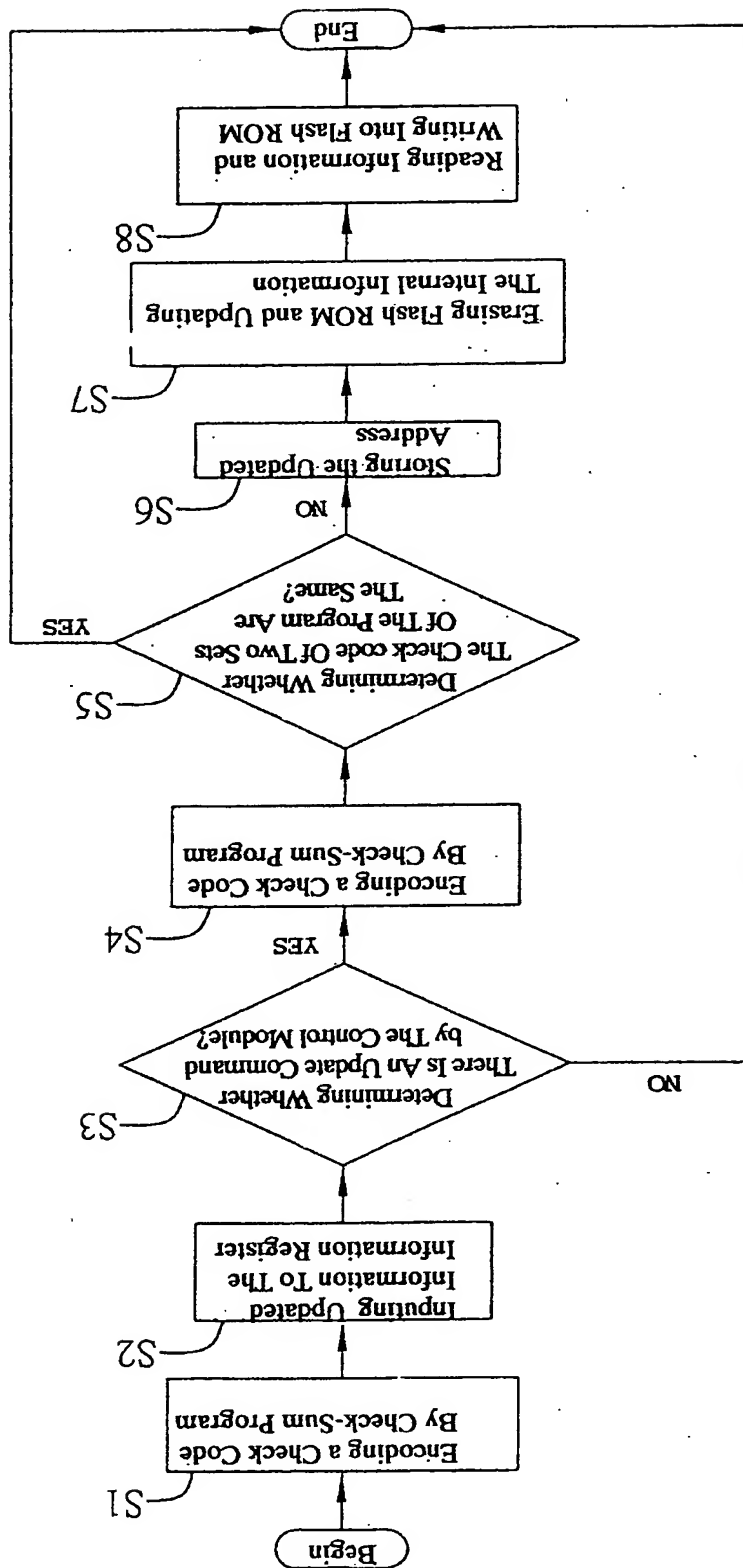 Begin
S1
Encoding a Check Code
By Check-Sum Program
S2
Inputing Updated
Information To The
Information Register
S3
Determining Whether
There Is An Update Command
by The Control Module?
NO
YES
S4
Encoding a Check Code
By Check-Sum Program
S5
Determining Whether
The Check code Of Two Sets
Of The Program Are
The Same?
YES
NO
S6
Storing the Updated
Address
S7
Erasing Flash ROM and Updating
The Internal Information
S8
Reading Information and
Writing Into Flash ROM
End